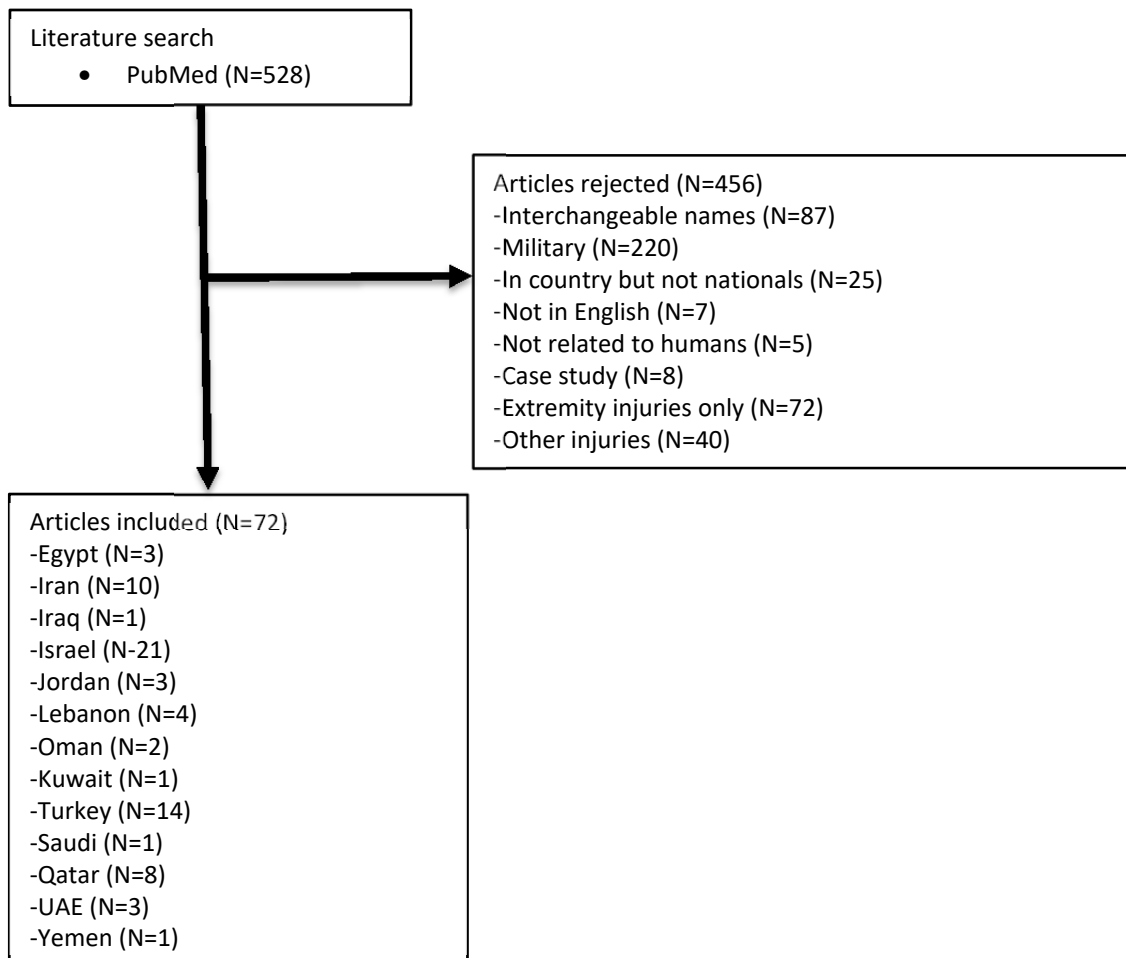 Literature search
• PubMed (N=528)
Articles rejected (N=456)
-Interchangeable names (N=87)
-Military (N=220)
-In country but not nationals (N=25)
-Not in English (N=7)
-Not related to humans (N=5)
-Case study (N=8)
-Extremity injuries only (N=72)
-Other injuries (N=40)
Articles included (N=72)
-Egypt (N=3)
-Iran (N=10)
-Iraq (N=1)
-Israel (N-21)
-Jordan (N=3)
-Lebanon (N=4)
-Oman (N=2)
-Kuwait (N=1)
-Turkey (N=14)
-Saudi (N=1)
-Qatar (N=8)
-UAE (N=3)
-Yemen (N=1)